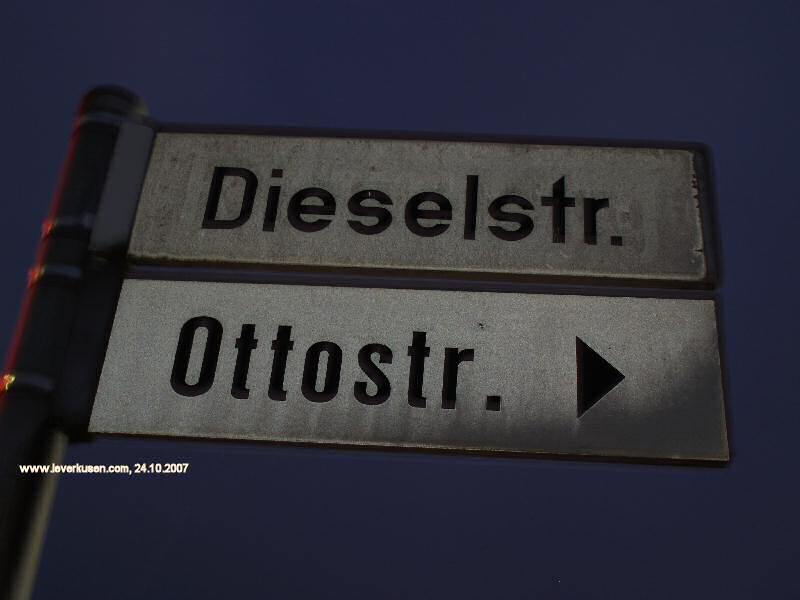 Dieselstr.
Ottostr.
www.leverkusen.com, 24.10.2007